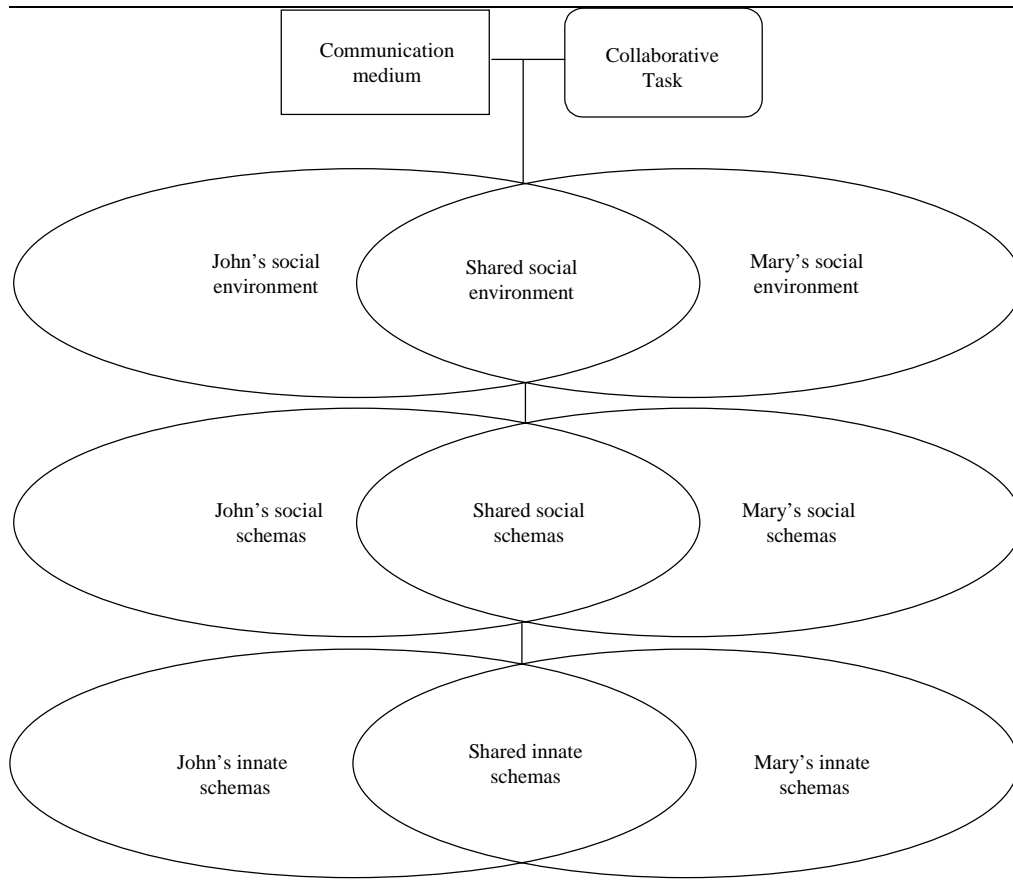 Communication
medium
Collaborative
Task
John’s social
environment
Shared social
environment
Mary’s social
environment
John’s social
schemas
Shared social
schemas
Mary’s social
schemas
John’s innate
schemas
Shared innate
schemas
Mary’s innate
schemas